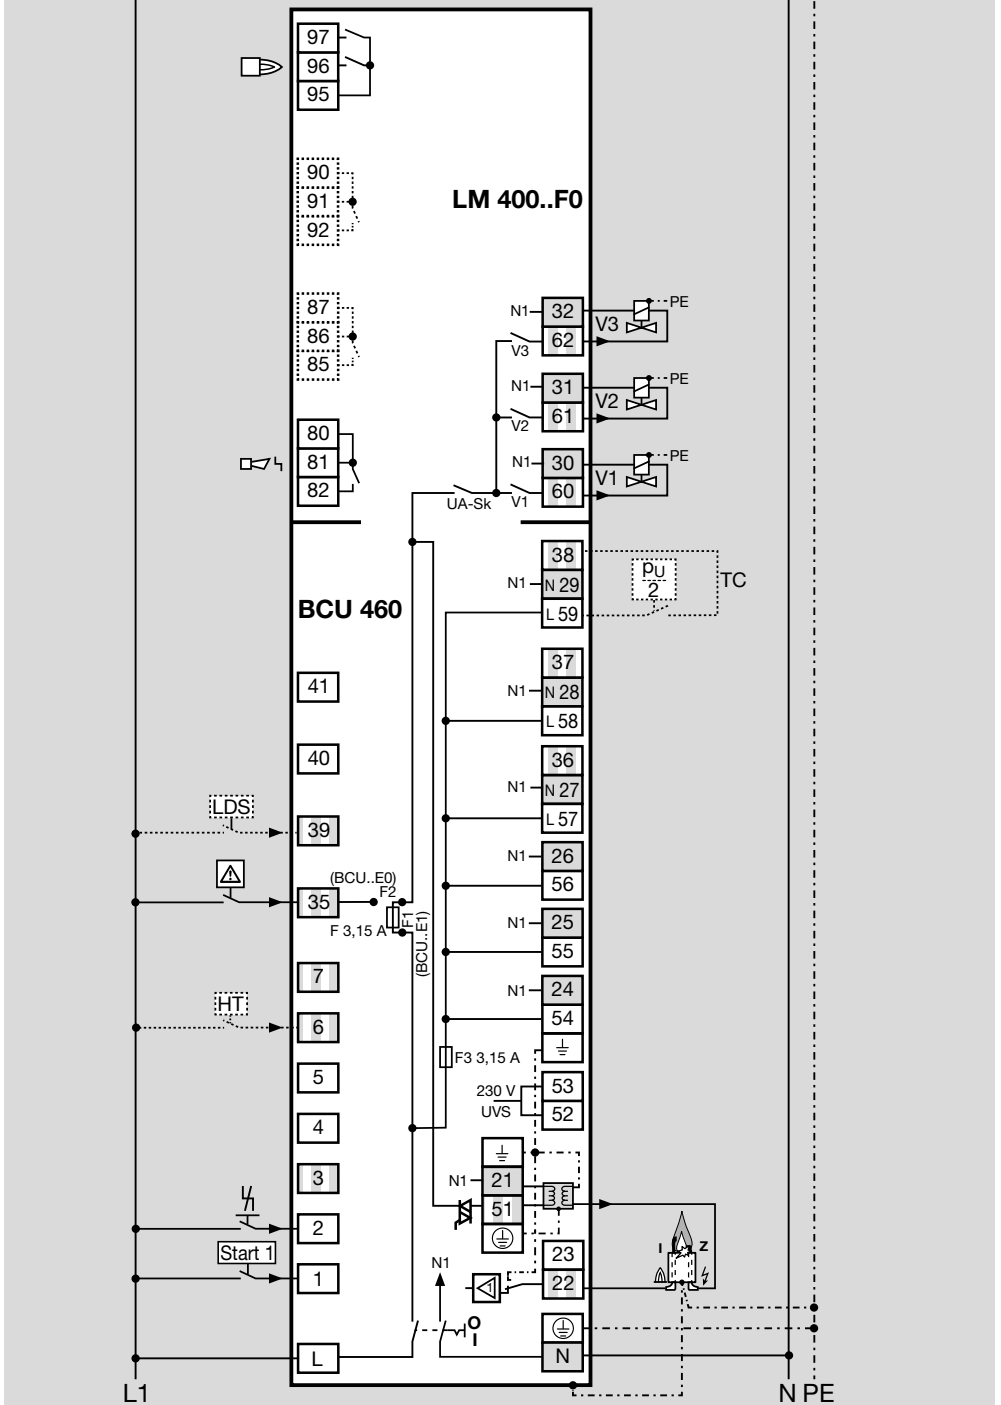 97
96
95
90
91
92
LM 400..F0
87
86
85
N1
32
PE
V3
V3
62
N1
31
PE
V2
V2
61
80
81
82
N1
30
PE
V1
UA-Sk
V1
60
38
pU
2
TC
N1
N 29
L 59
BCU 460
37
N1
N 28
L 58
41
36
N1
N 27
L 57
40
LDS
39
N1
26
56
(BCU..E0)
F2
35
F 3,15 A
F1
(BCU..E1)
N1
25
55
7
N1
24
54
HT
6
F3 3,15 A
5
230 V
UVS
53
52
4
3
N1
21
51
2
Start 1
1
N1
23
22
1
I
Z
O
I
L
N
L1
N PE